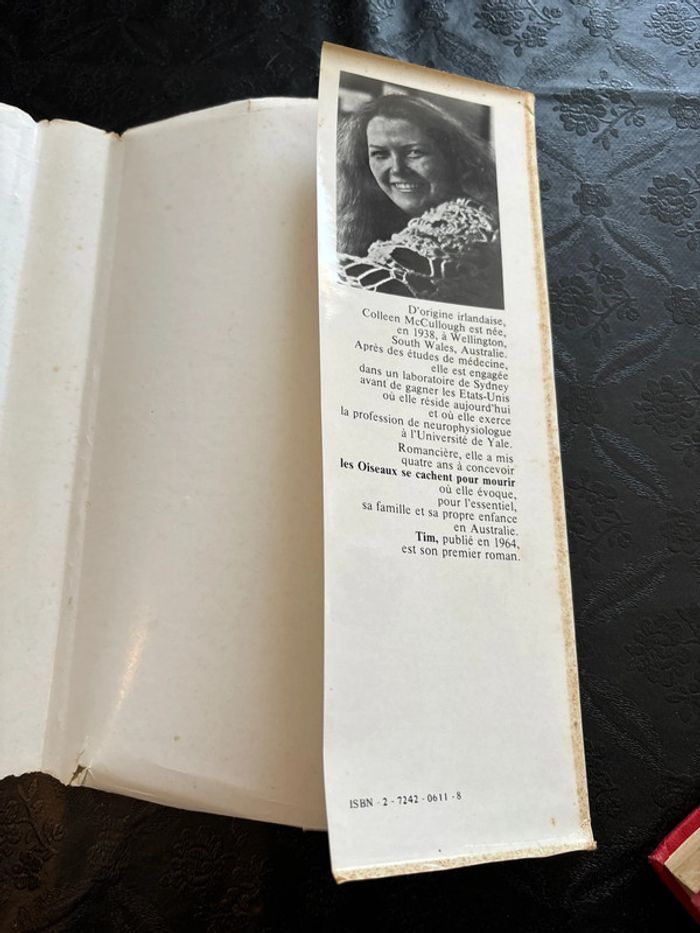 D'origine irlandaise,
Colleen McCullough est née,
en 1938, à Wellington,
South Wales, Australie.
Après des études de médecine,
elle est engagée
dans un laboratoire de Sydney
avant de gagner les Etats-Unis
où elle réside aujourd'hui
et où elle exerce
la profession de neurophysiologue
à l'Université de Yale.
Romancière, elle a mis
quatre ans à concevoir
les Oiseaux se cachent pour mourir
où elle évoque,
pour l'essentiel,
sa famille et sa propre enfance
en Australie.
Tim, publié en 1964,
est son premier roman.
ISBN - 2 - 7242 - 0611 - 8